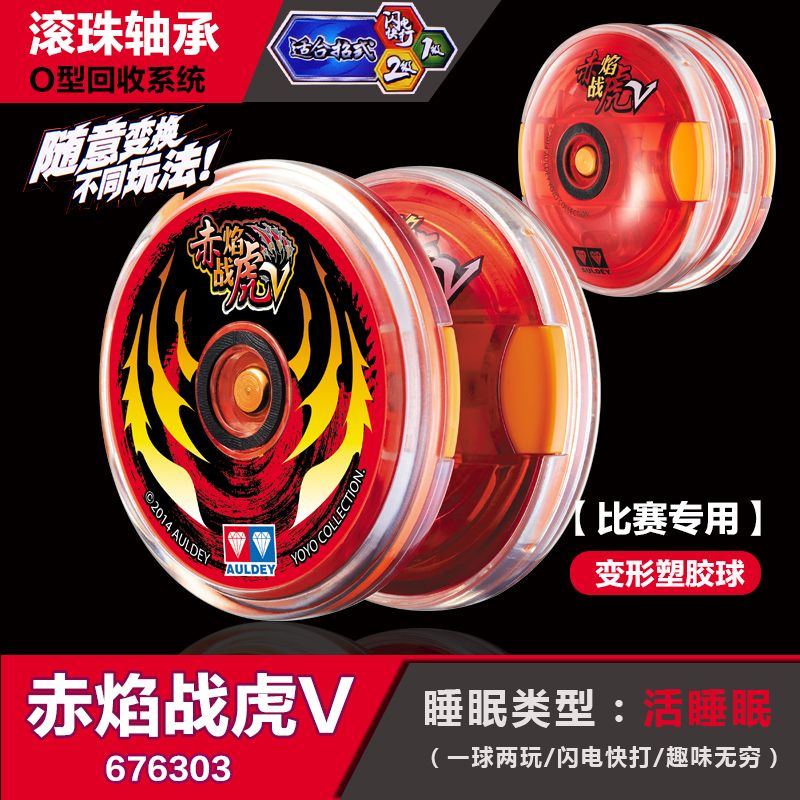 滚珠轴承
O型回收系统
适合招式
闪电快打
1级
2级
随意变换
不同玩法!
赤焰战虎V
©2014 AULDEY
YOYO COLLECTION.
AULDEY
赤焰战虎V
AULDEY
【比赛专用】
变形塑胶球
赤焰战虎V
676303
睡眠类型：活睡眠
（一球两玩/闪电快打/趣味无穷）